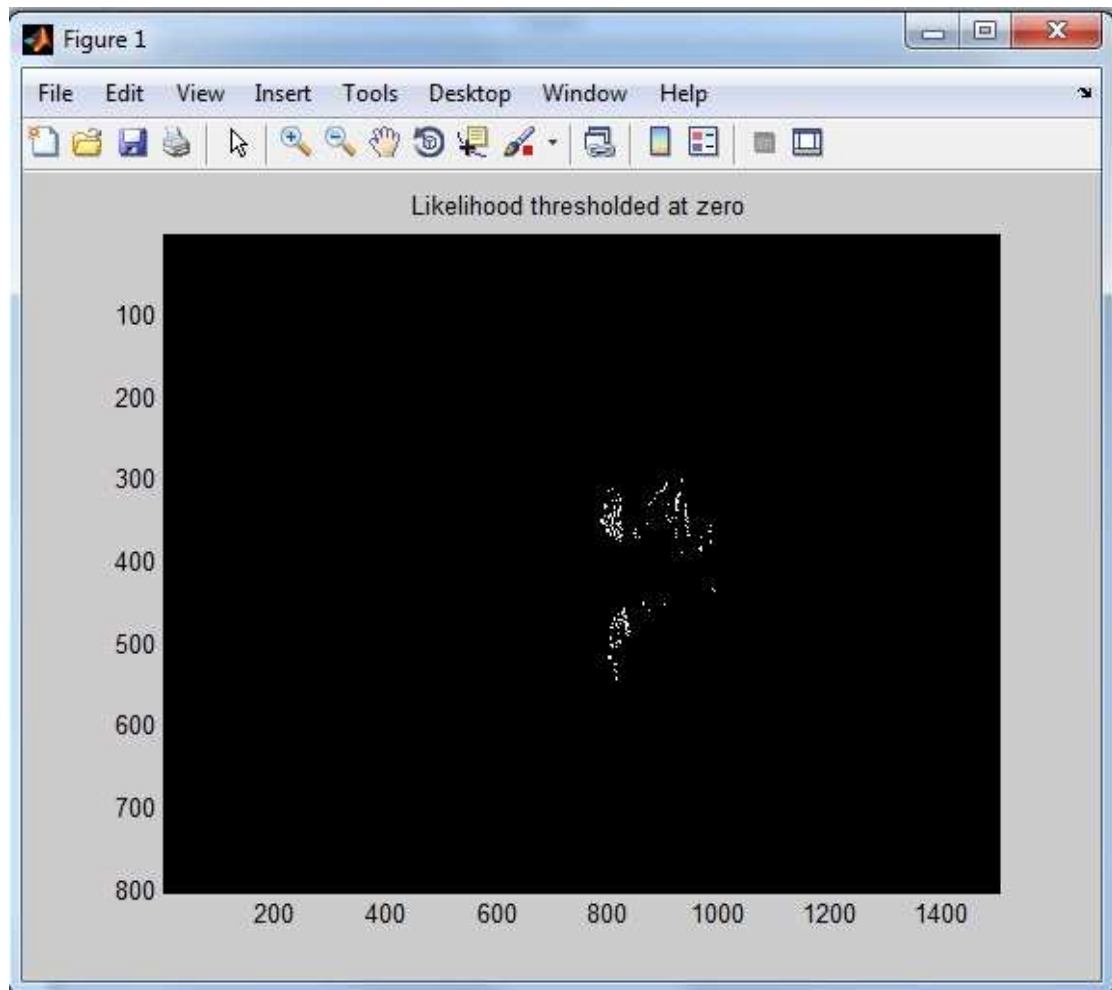 Figure 1
File Edit View Insert Tools Desktop Window Help
Likelihood thresholded at zero
100
200
300
400
500
600
700
800
200 400 600 800 1000 1200 1400